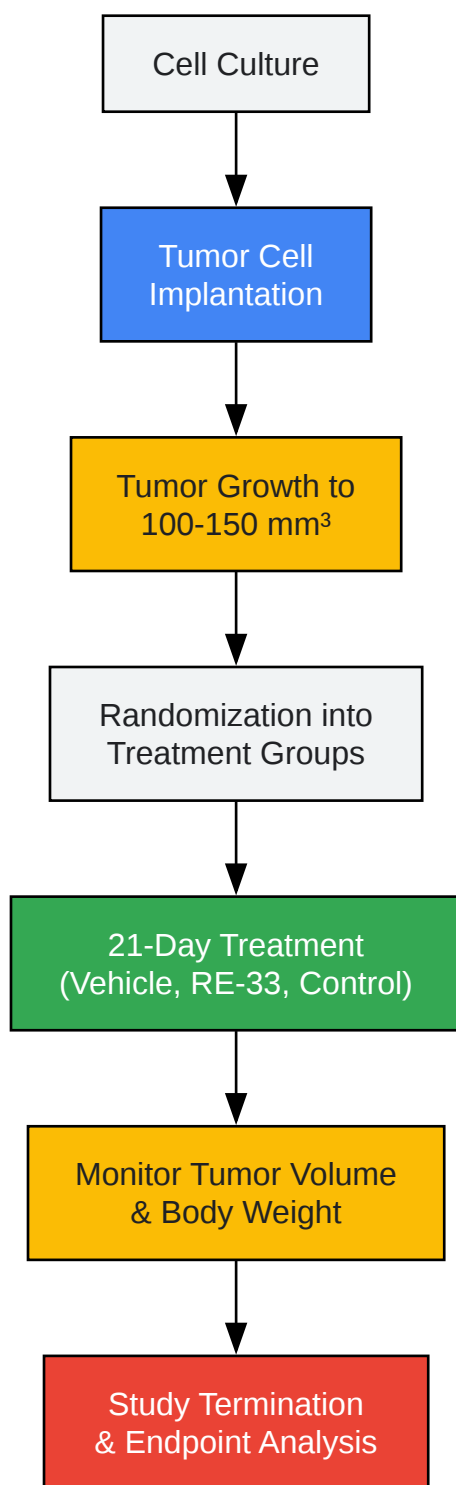 Cell Culture
Tumor Cell
Implantation
Tumor Growth to
100-150 mm³
Randomization into
Treatment Groups
21-Day Treatment
(Vehicle, RE-33, Control)
Monitor Tumor Volume
& Body Weight
Study Termination
& Endpoint Analysis